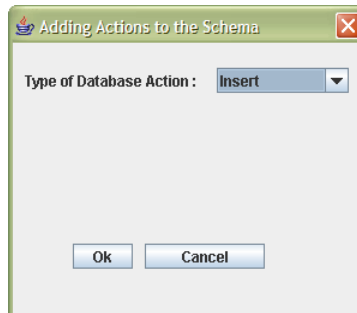 Adding Actions to the Schema
Type of Database Action : Insert
Ok Cancel